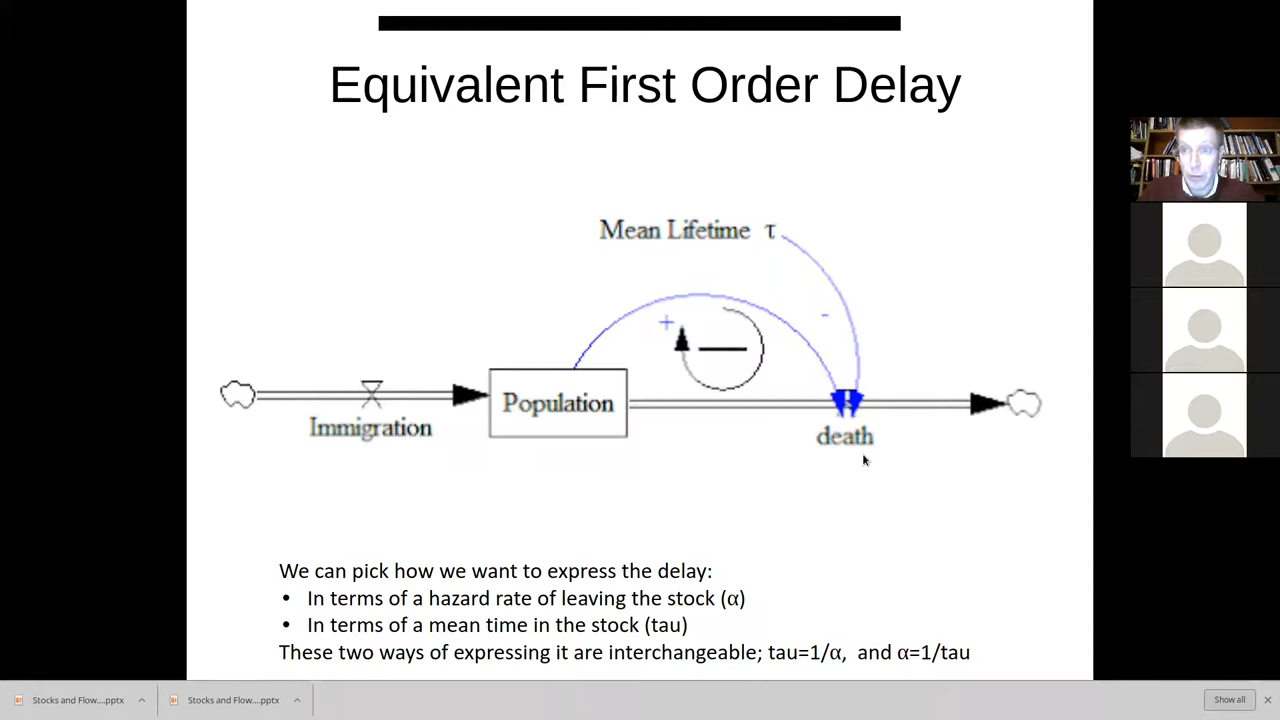 Equivalent First Order Delay
Mean Lifetime τ
+
-
Population
Immigration
death
We can pick how we want to express the delay:
• In terms of a hazard rate of leaving the stock (α)
• In terms of a mean time in the stock (tau)
These two ways of expressing it are interchangeable; tau=1/α, and α=1/tau
Stocks and Flow....pptx
Stocks and Flow....pptx
Show all